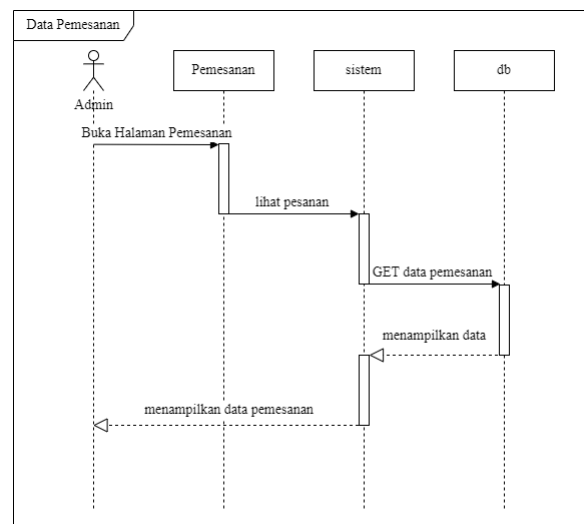 Data Pemesanan
Admin
Pemesanan
sistem
db
Buka Halaman Pemesanan
lihat pesanan
GET data pemesanan
menampilkan data
menampilkan data pemesanan